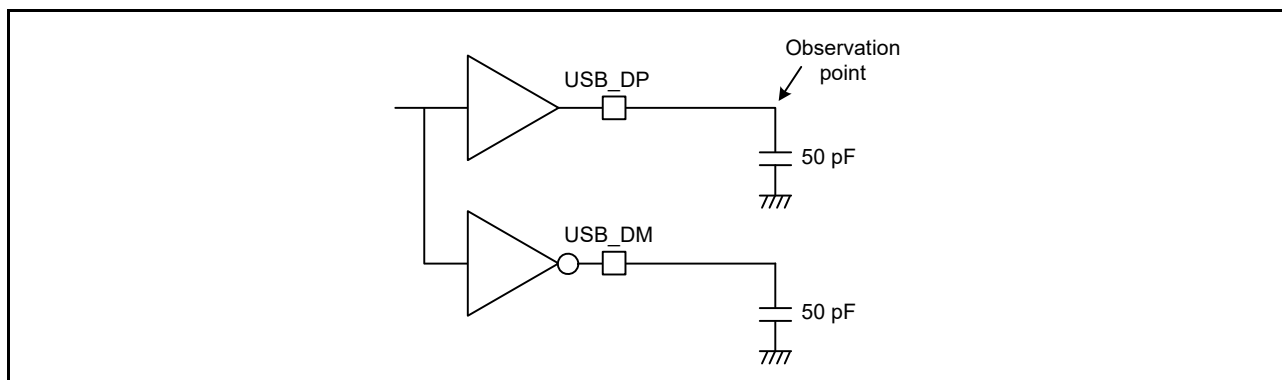 Observation
point
USB_DP
50 pF
USB_DM
50 pF